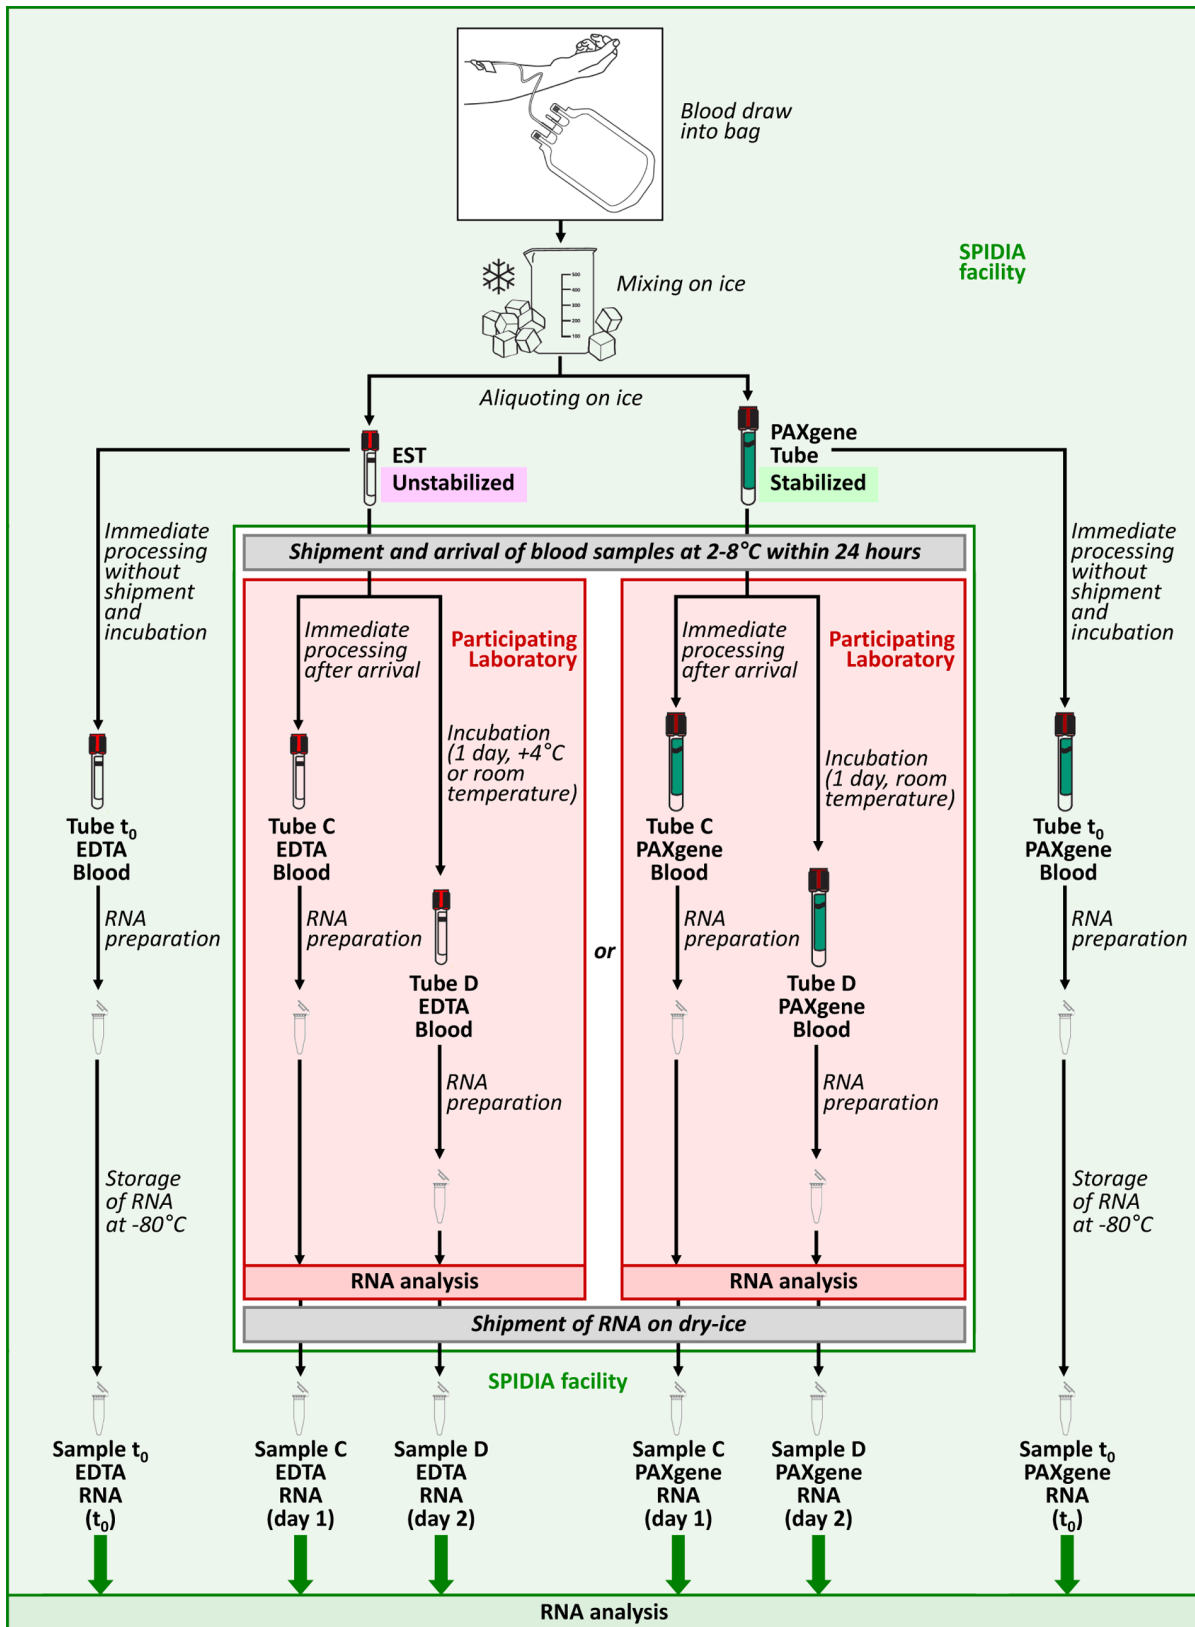 Blood draw
into bag
SPIDIA
facility
500
400
300
200
100
Mixing on ice
Aliquoting on ice
EST
Unstabilized
PAXgene
Tube
Stabilized
Immediate
processing
without
shipment
and
incubation
Shipment and arrival of blood samples at 2-8°C within 24 hours
Immediate
processing
without
shipment
and
incubation
Immediate
processing
after arrival
Participating
Laboratory
Immediate
processing
after arrival
Participating
Laboratory
Incubation
(1 day, +4°C
or room
temperature)
Incubation
(1 day, room
temperature)
Tube t₀
EDTA
Blood
Tube C
EDTA
Blood
Tube C
PAXgene
Blood
Tube t₀
PAXgene
Blood
RNA
preparation
RNA
preparation
or
RNA
preparation
RNA
preparation
Tube D
EDTA
Blood
Tube D
PAXgene
Blood
RNA
preparation
RNA
preparation
Storage
of RNA
at -80°C
Storage
of RNA
at -80°C
RNA analysis
RNA analysis
Shipment of RNA on dry-ice
SPIDIA facility
Sample t₀
EDTA
RNA
(t₀)
Sample C
EDTA
RNA
(day 1)
Sample D
EDTA
RNA
(day 2)
Sample C
PAXgene
RNA
(day 1)
Sample D
PAXgene
RNA
(day 2)
Sample t₀
PAXgene
RNA
(t₀)
RNA analysis